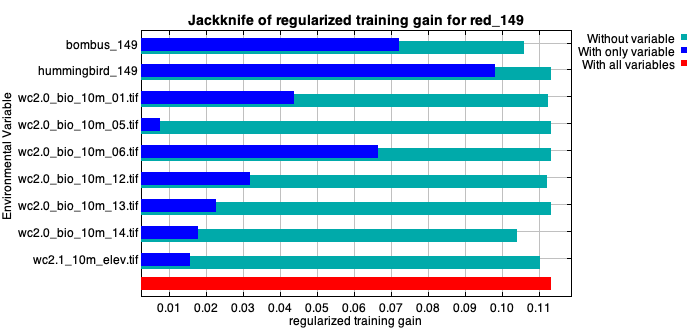 Jackknife of regularized training gain for red_149
Without variable
With only variable
With all variables
Environmental Variable
bombus_149
hummingbird_149
wc2.0_bio_10m_01.tif
wc2.0_bio_10m_05.tif
wc2.0_bio_10m_06.tif
wc2.0_bio_10m_12.tif
wc2.0_bio_10m_13.tif
wc2.0_bio_10m_14.tif
wc2.1_10m_elev.tif
0.01 0.02 0.03 0.04 0.05 0.06 0.07 0.08 0.09 0.10 0.11
regularized training gain